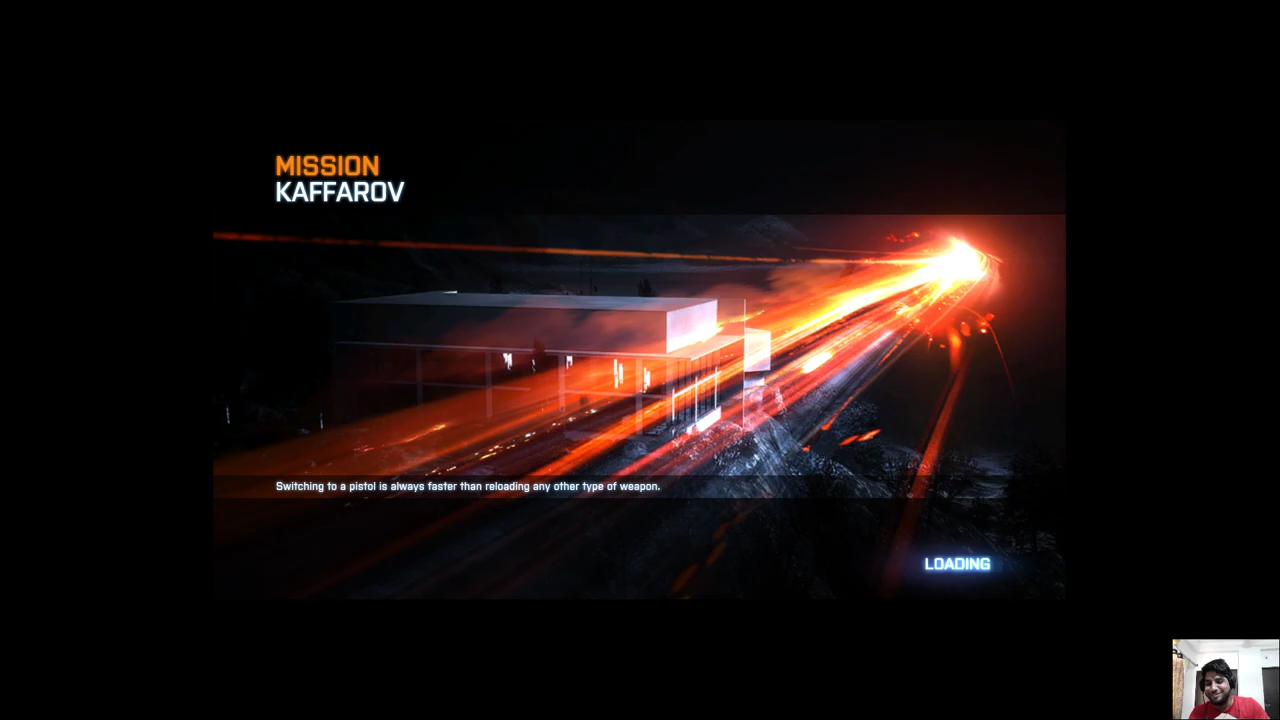 MISSION
KAFFAROV
Switching to a pistol is always faster than reloading any other type of weapon.
LOADING